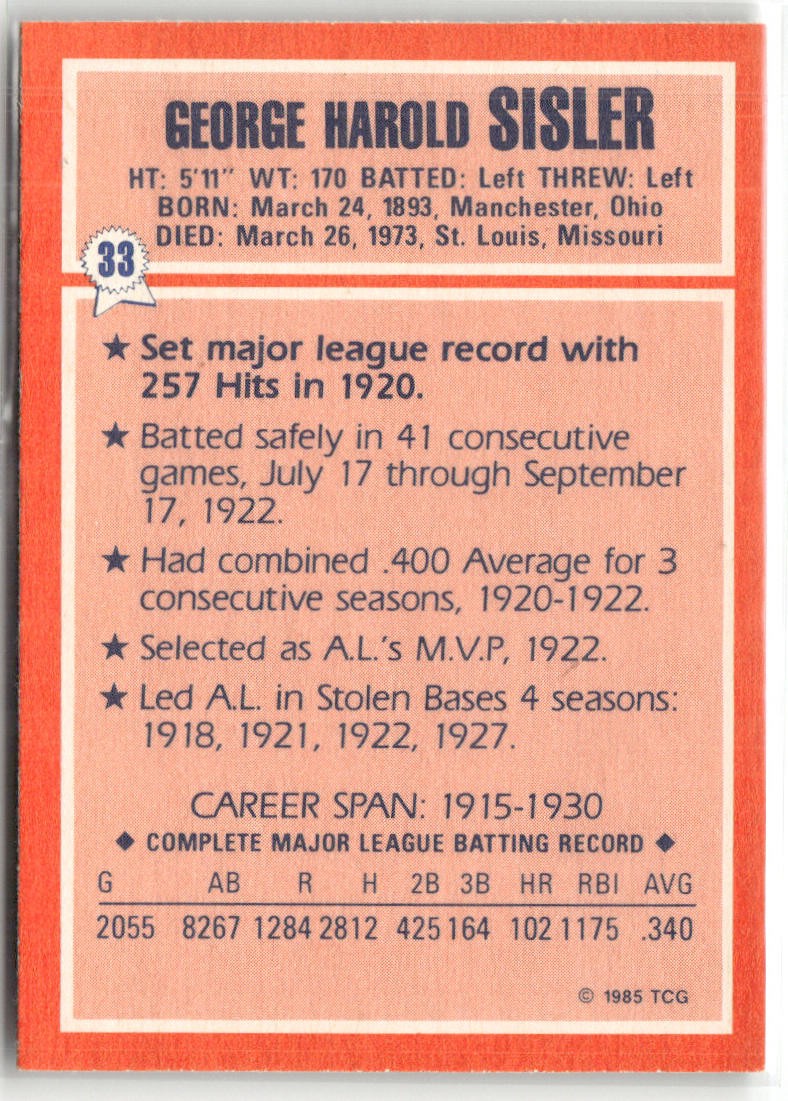 GEORGE HAROLD SISLER
HT: 5'11" WT: 170 BATTED: Left THREW: Left
BORN: March 24, 1893, Manchester, Ohio
DIED: March 26, 1973, St. Louis, Missouri
33
★ Set major league record with
257 Hits in 1920.
★ Batted safely in 41 consecutive
games, July 17 through September
17, 1922.
★ Had combined .400 Average for 3
consecutive seasons, 1920-1922.
★ Selected as A.L.'s M.V.P, 1922.
★ Led A.L. in Stolen Bases 4 seasons:
1918, 1921, 1922, 1927.
CAREER SPAN: 1915-1930
◆ COMPLETE MAJOR LEAGUE BATTING RECORD ◆
G AB R H 2B 3B HR RBI AVG
2055 8267 1284 2812 425 164 102 1175 .340
© 1985 TCG